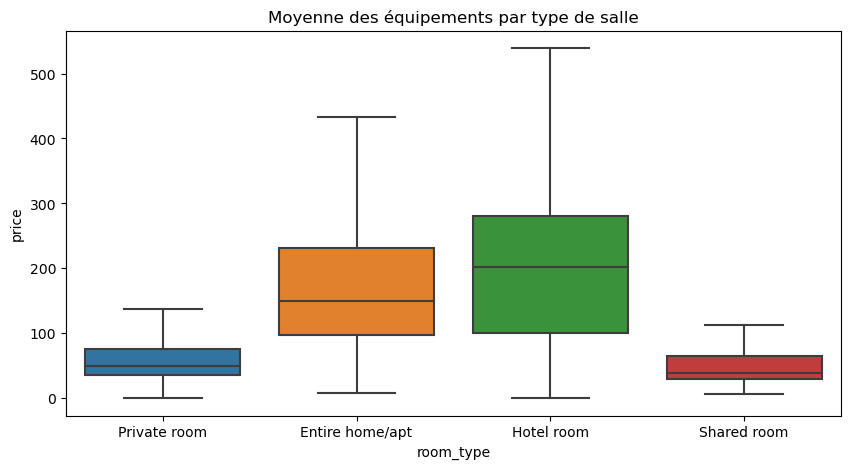 Moyenne des équipements par type de salle
500
400
300
200
100
0
price
Private room
Entire home/apt
Hotel room
Shared room
room_type